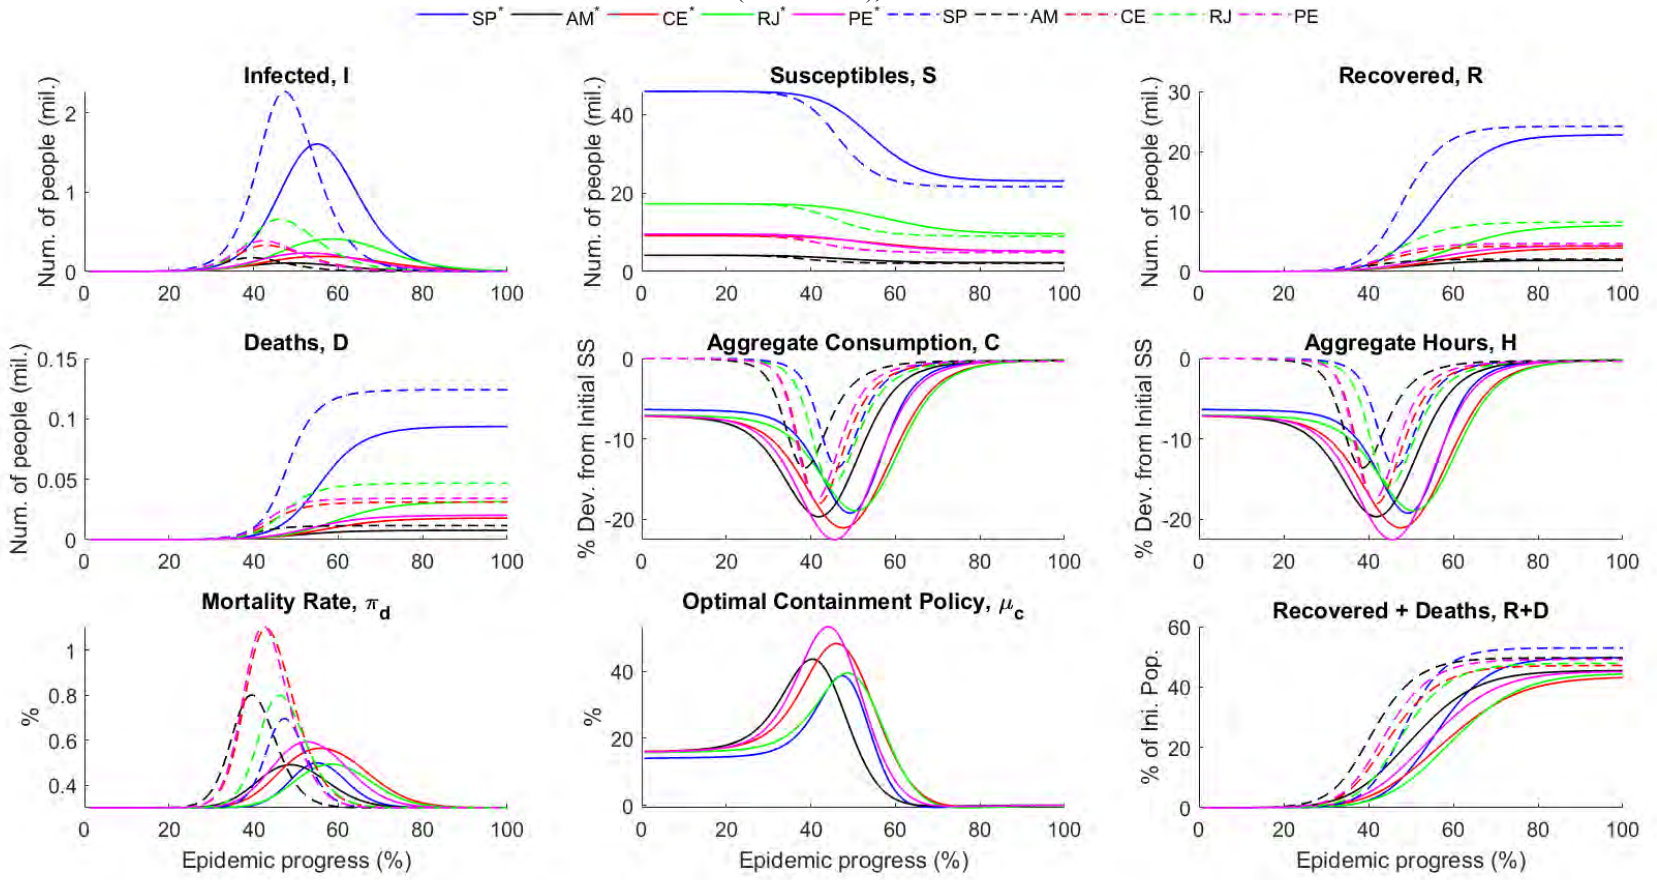 SP* AM* CE* RJ* PE* SP AM CE RJ PE
Infected, I
Num. of people (mil.)
2
1
0
0 20 40 60 80 100
Susceptibles, S
Num. of people (mil.)
40
20
0
0 20 40 60 80 100
Recovered, R
Num. of people (mil.)
30
20
10
0
0 20 40 60 80 100
Deaths, D
Num. of people (mil.)
0.15
0.1
0.05
0
0 20 40 60 80 100
Aggregate Consumption, C
% Dev. from Initial SS
0
-10
-20
0 20 40 60 80 100
Aggregate Hours, H
% Dev. from Initial SS
0
-10
-20
0 20 40 60 80 100
Mortality Rate, π_d
%
1
0.8
0.6
0.4
0 20 40 60 80 100
Epidemic progress (%)
Optimal Containment Policy, μ_c
%
40
20
0
0 20 40 60 80 100
Epidemic progress (%)
Recovered + Deaths, R+D
% of Ini. Pop.
60
40
20
0
0 20 40 60 80 100
Epidemic progress (%)